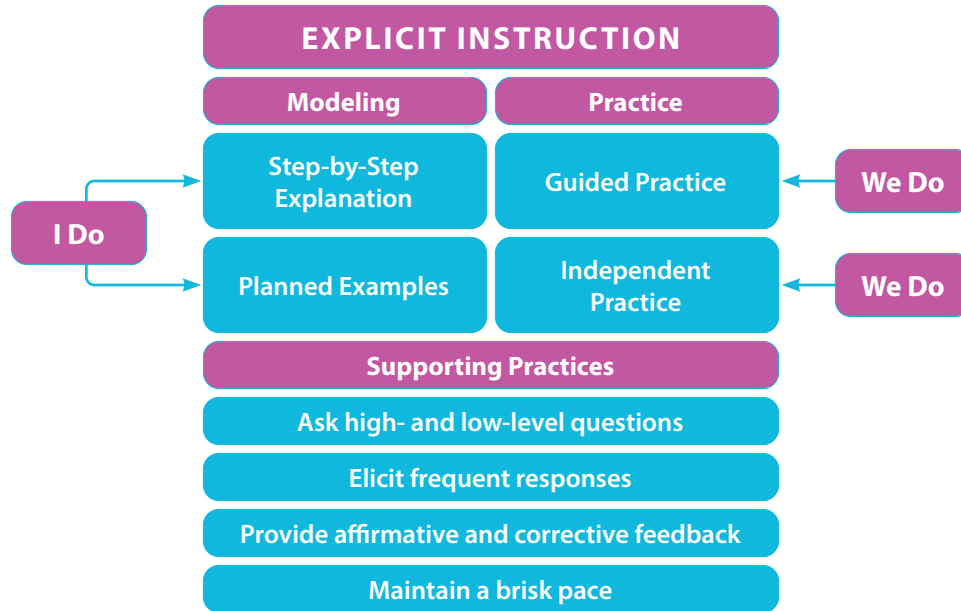 EXPLICIT INSTRUCTION
Modeling
Practice
Step-by-Step
Explanation
Guided Practice
We Do
I Do
Planned Examples
Independent
Practice
We Do
Supporting Practices
Ask high- and low-level questions
Elicit frequent responses
Provide affirmative and corrective feedback
Maintain a brisk pace